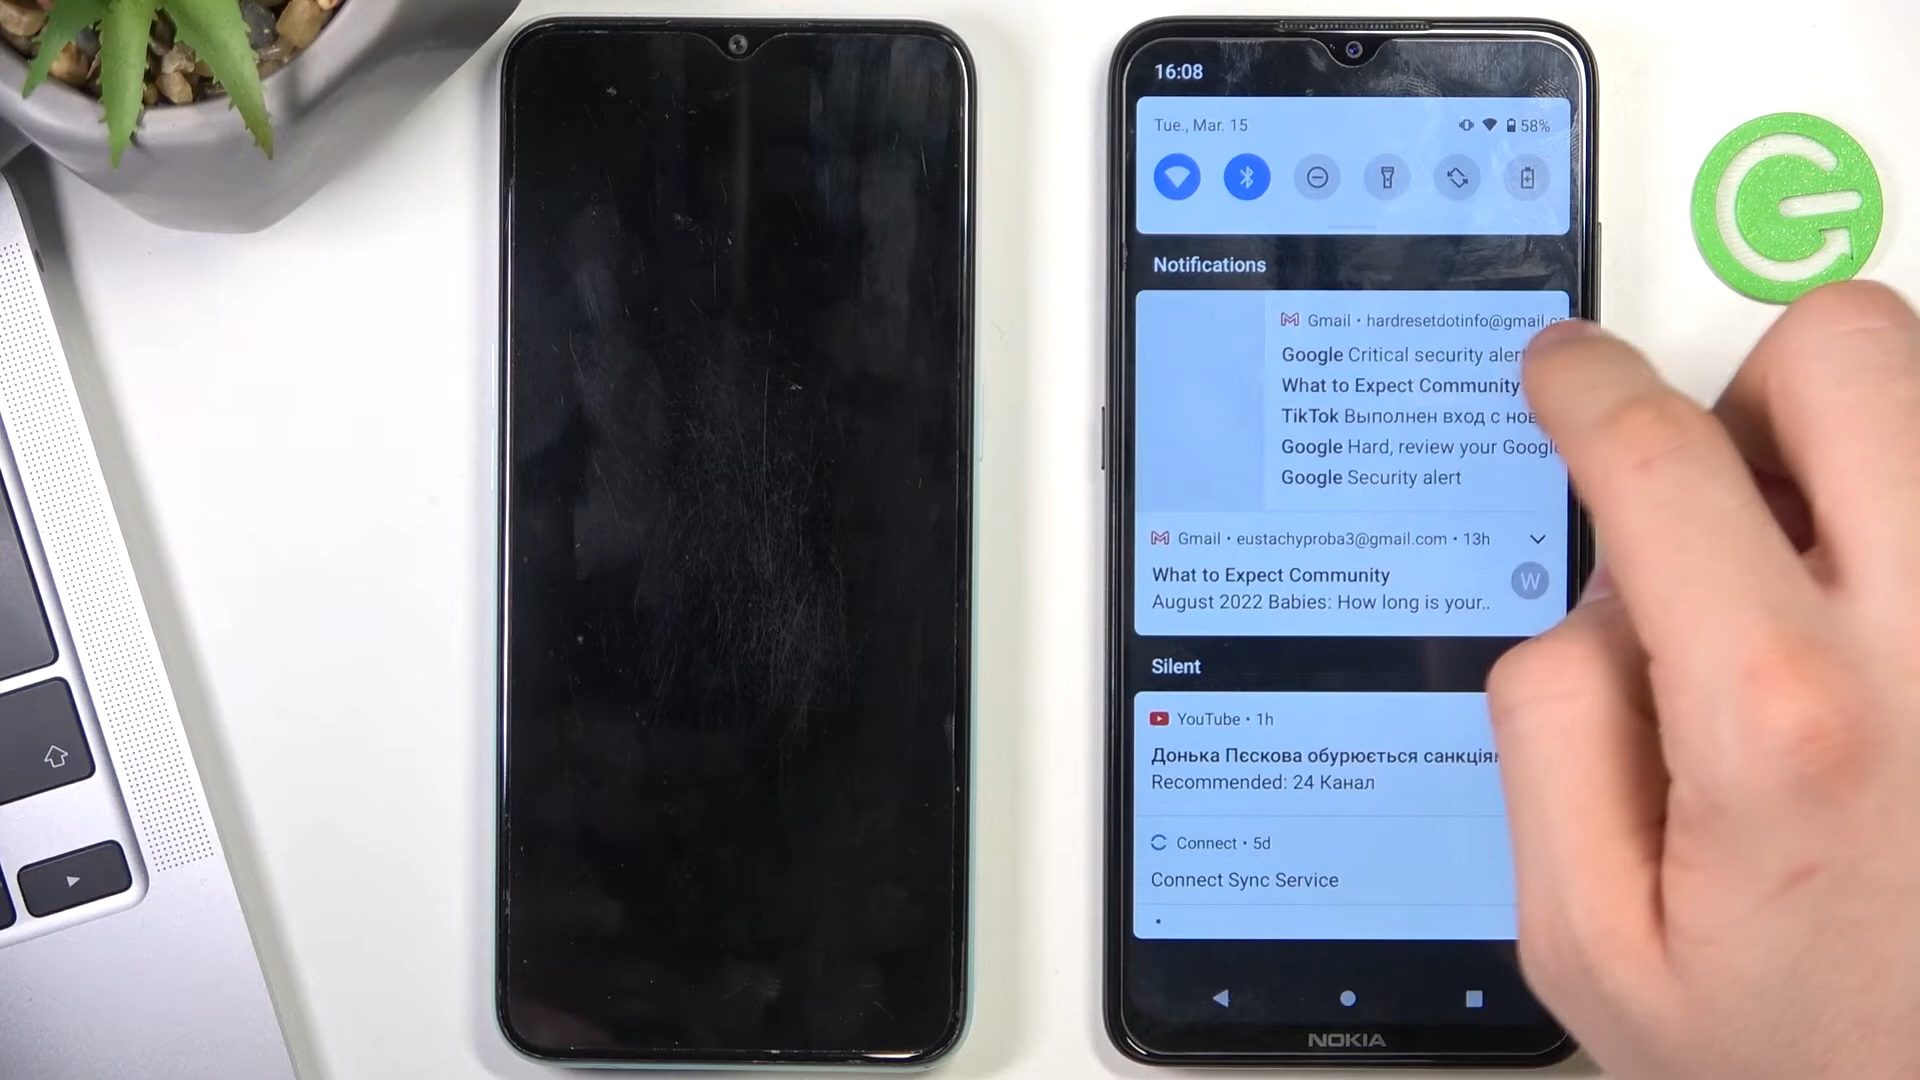 16:08
Tue., Mar. 15
58%
Notifications
Gmail • hardresetdotinfo@gmail.c
Google Critical security alert
What to Expect Community
TikTok Выполнен вход с нов
Google Hard, review your Google
Google Security alert
Gmail • eustachyproba3@gmail.com • 13h
What to Expect Community
W
August 2022 Babies: How long is your..
Silent
YouTube • 1h
Донька Пєскова обурюється санкція
Recommended: 24 Канал
Connect • 5d
Connect Sync Service
NOKIA